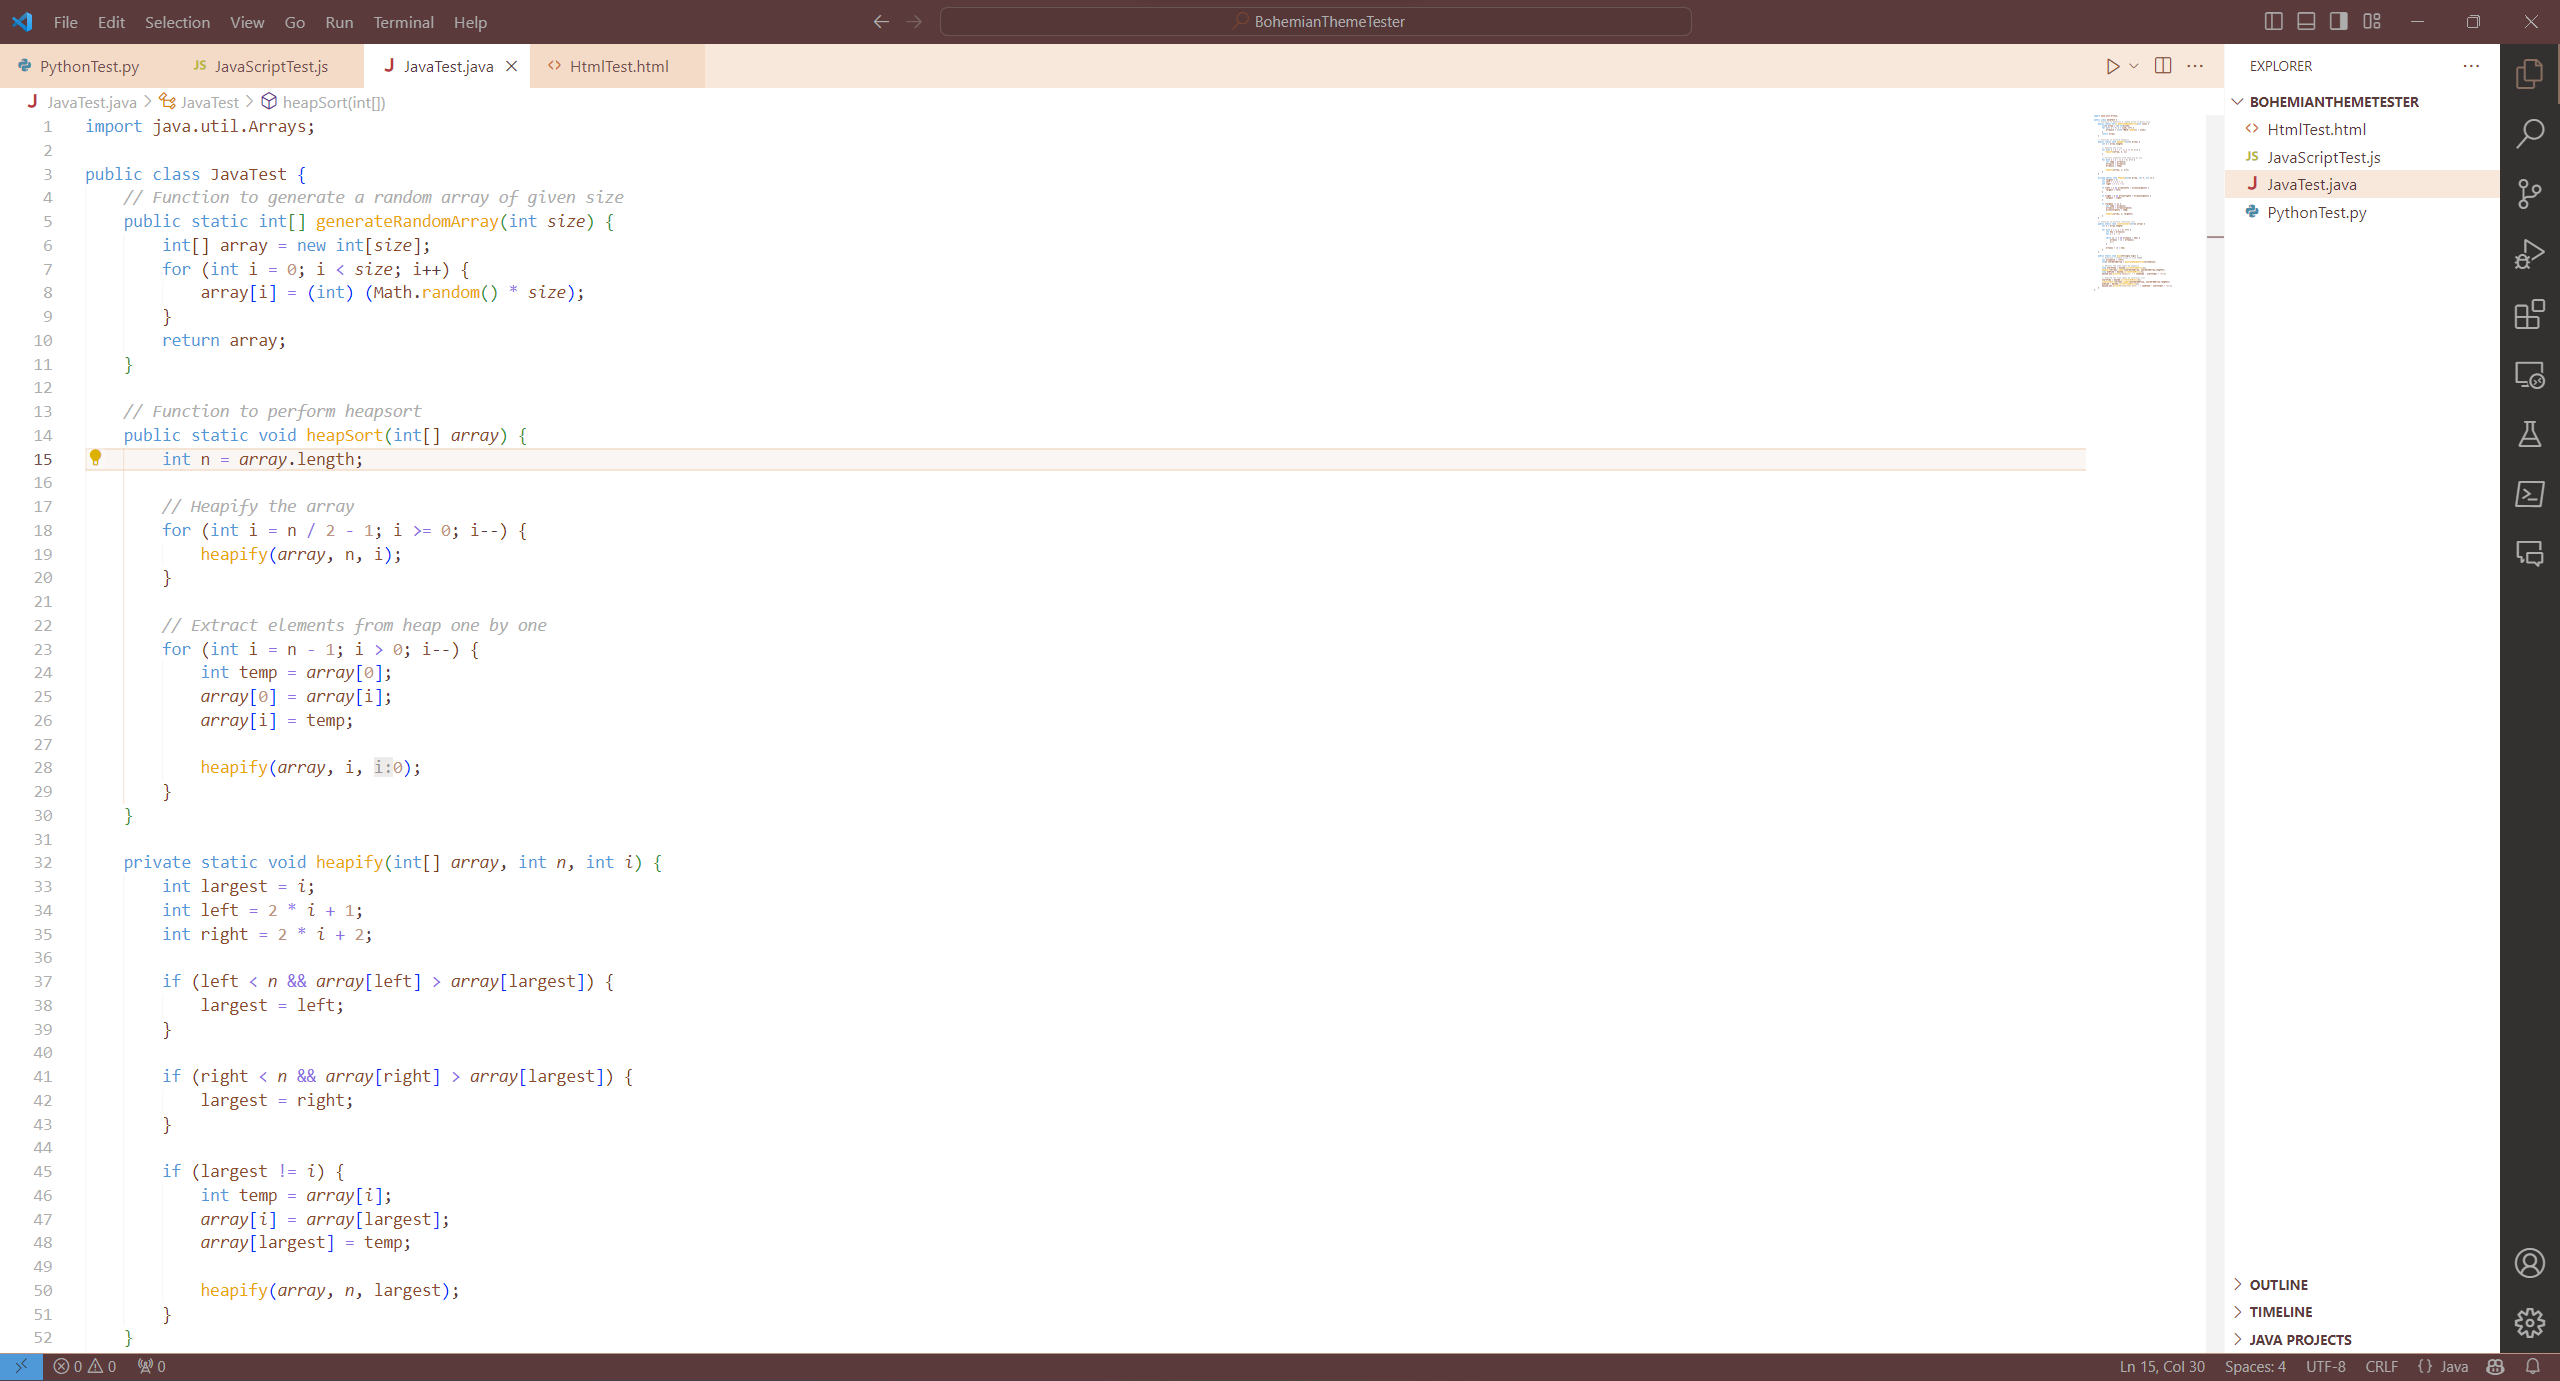 File Edit Selection View Go Run Terminal Help
BohemianThemeTester
PythonTest.py
JS JavaScriptTest.js
J JavaTest.java
<> HtmlTest.html
J JavaTest.java > JavaTest > heapSort(int[])
1 import java.util.Arrays;
2
3 public class JavaTest {
4     // Function to generate a random array of given size
5     public static int[] generateRandomArray(int size) {
6         int[] array = new int[size];
7         for (int i = 0; i < size; i++) {
8             array[i] = (int) (Math.random() * size);
9         }
10         return array;
11     }
12
13     // Function to perform heapsort
14     public static void heapSort(int[] array) {
15         int n = array.length;
16
17         // Heapify the array
18         for (int i = n / 2 - 1; i >= 0; i--) {
19             heapify(array, n, i);
20         }
21
22         // Extract elements from heap one by one
23         for (int i = n - 1; i > 0; i--) {
24             int temp = array[0];
25             array[0] = array[i];
26             array[i] = temp;
27
28             heapify(array, i, i:0);
29         }
30     }
31
32     private static void heapify(int[] array, int n, int i) {
33         int largest = i;
34         int left = 2 * i + 1;
35         int right = 2 * i + 2;
36
37         if (left < n && array[left] > array[largest]) {
38             largest = left;
39         }
40
41         if (right < n && array[right] > array[largest]) {
42             largest = right;
43         }
44
45         if (largest != i) {
46             int temp = array[i];
47             array[i] = array[largest];
48             array[largest] = temp;
49
50             heapify(array, n, largest);
51         }
52     }
EXPLORER
BOHEMIANTHEMETESTER
<> HtmlTest.html
JS JavaScriptTest.js
J JavaTest.java
PythonTest.py
OUTLINE
TIMELINE
JAVA PROJECTS
0 0 0
Ln 15, Col 30 Spaces: 4 UTF-8 CRLF {} Java